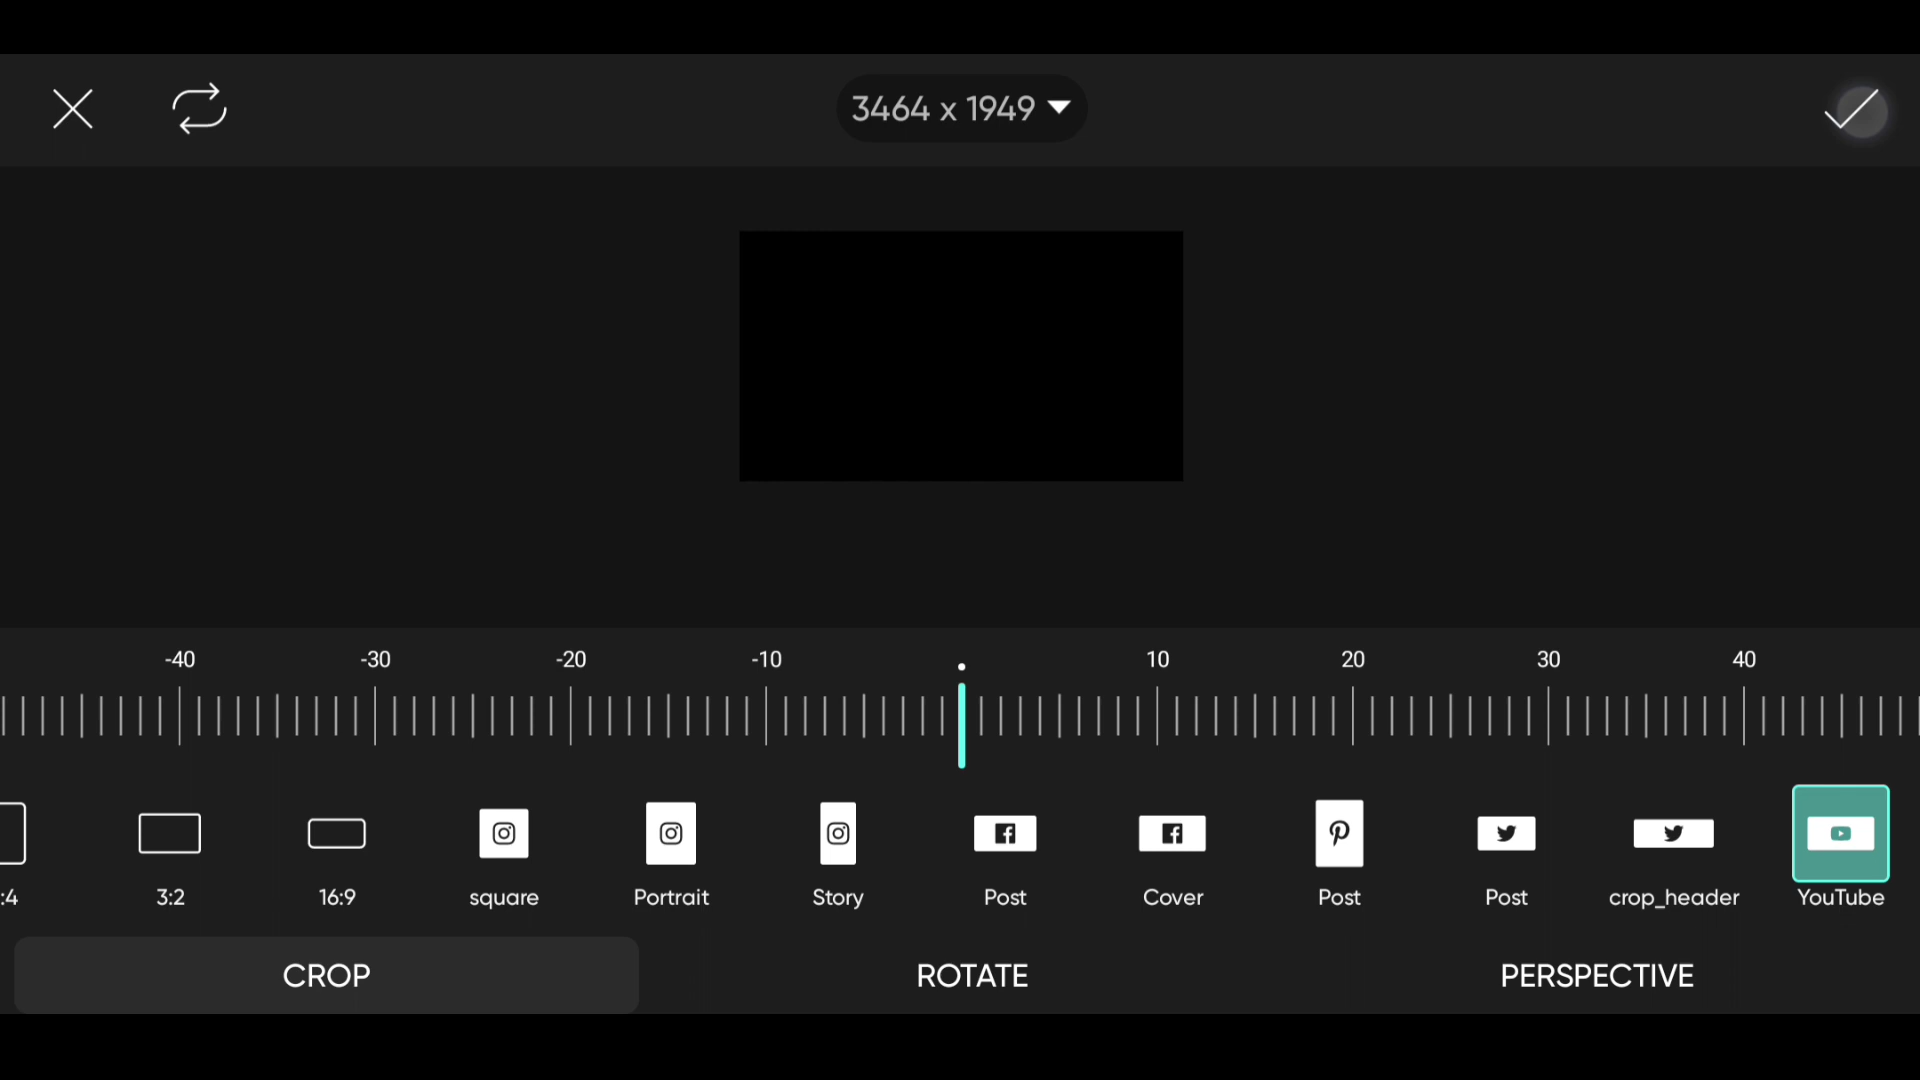 3464 x 1949
-40 -30 -20 -10 10 20 30 40
:4 3:2 16:9 square Portrait Story Post Cover Post Post crop_header YouTube
CROP ROTATE PERSPECTIVE